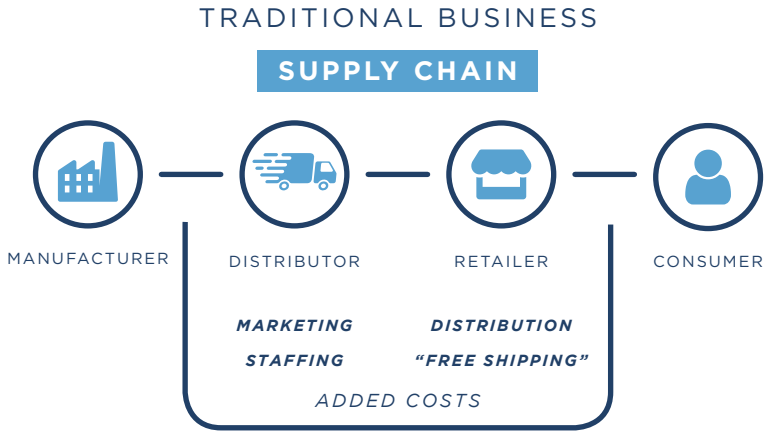 TRADITIONAL BUSINESS
SUPPLY CHAIN
MANUFACTURER
DISTRIBUTOR
RETAILER
CONSUMER
MARKETING
DISTRIBUTION
STAFFING
“FREE SHIPPING”
ADDED COSTS